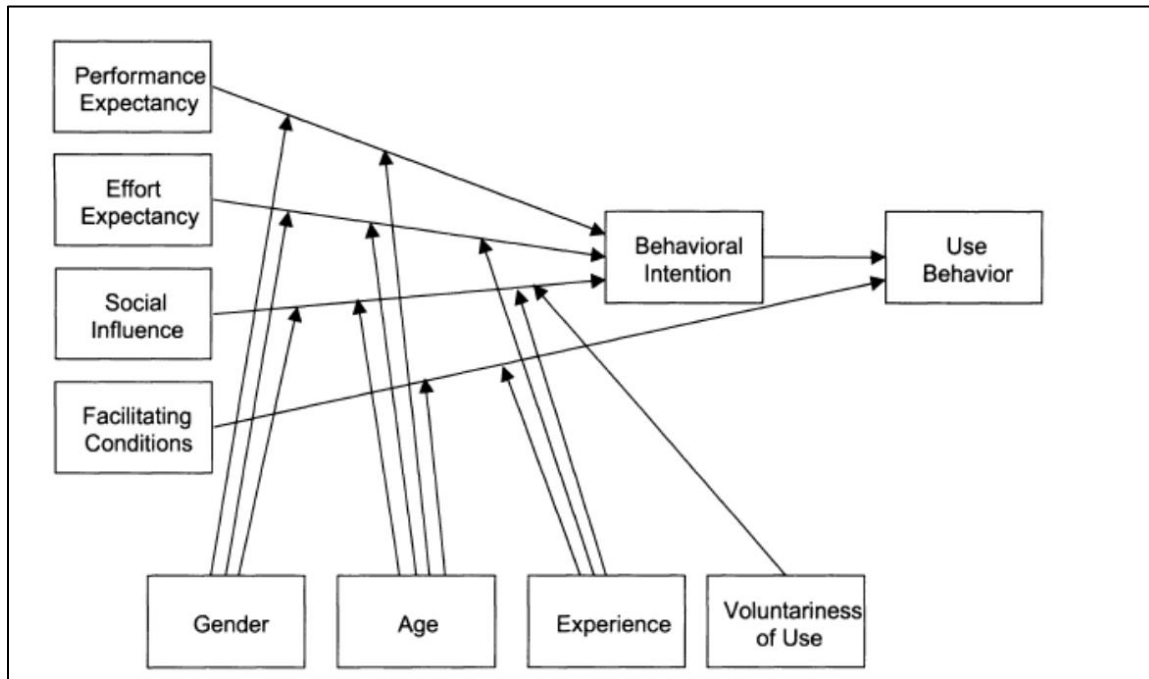 Performance
Expectancy
Effort
Expectancy
Social
Influence
Facilitating
Conditions
Behavioral
Intention
Use
Behavior
Gender
Age
Experience
Voluntariness
of Use